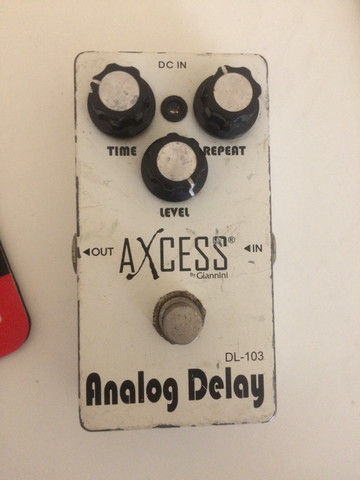 DC IN
TIME
REPEAT
LEVEL
◄OUT
AXCESS®
◄IN
By Giannini
DL-103
Analog Delay